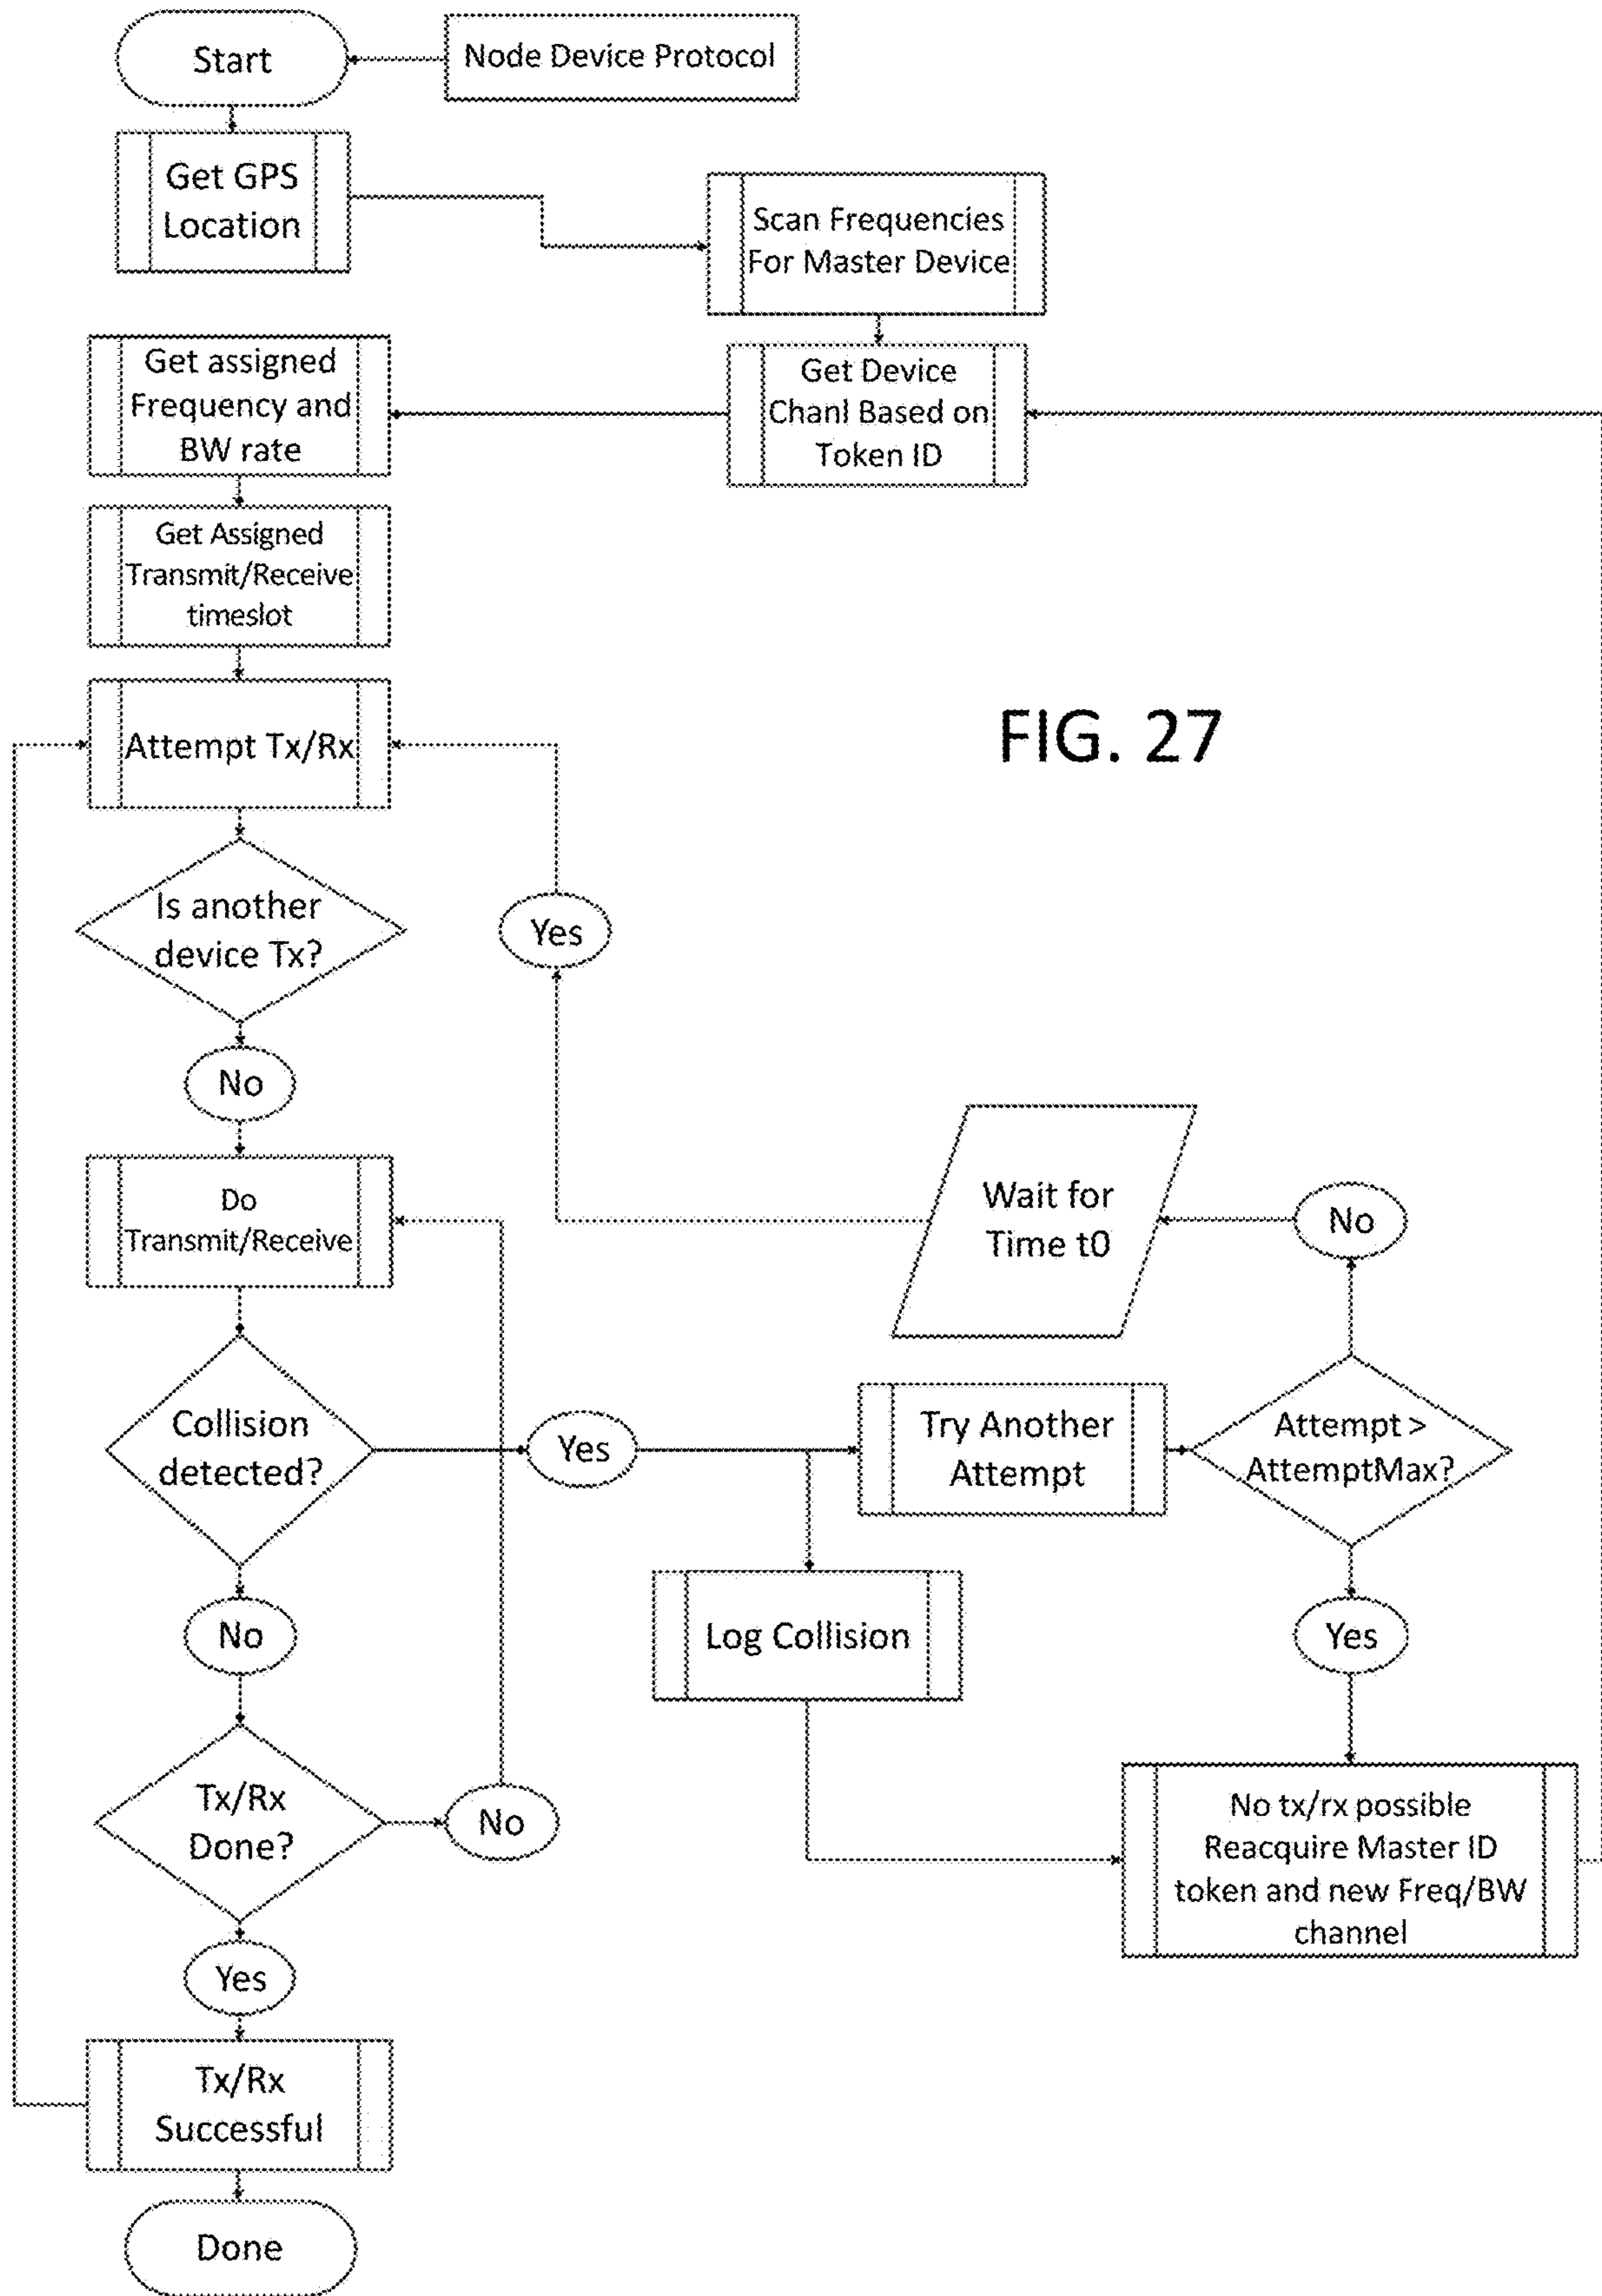 Start
Node Device Protocol
Get GPS
Location
Scan Frequencies
For Master Device
Get Device
Chanl Based on
Token ID
Get assigned
Frequency and
BW rate
Get Assigned
Transmit/Receive
timeslot
Attempt Tx/Rx
FIG. 27
Is another
device Tx?
Yes
No
Do
Transmit/Receive
Wait for
Time t0
No
Collision
detected?
Yes
Try Another
Attempt
Attempt >
AttemptMax?
No
Log Collision
Yes
Tx/Rx
Done?
No
No tx/rx possible
Reacquire Master ID
token and new Freq/BW
channel
Yes
Tx/Rx
Successful
Done